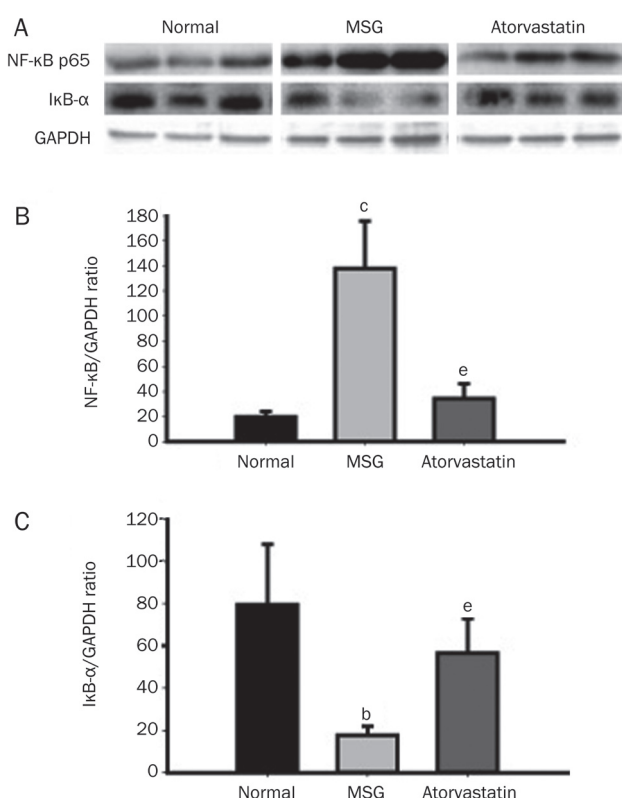 A
Normal MSG Atorvastatin
NF-κB p65
IκB-α
GAPDH
B
NF-κB/GAPDH ratio
180
160
140
120
100
80
60
40
20
0
c
e
Normal MSG Atorvastatin
C
IκB-α/GAPDH ratio
120
100
80
60
40
20
0
b
e
Normal MSG Atorvastatin